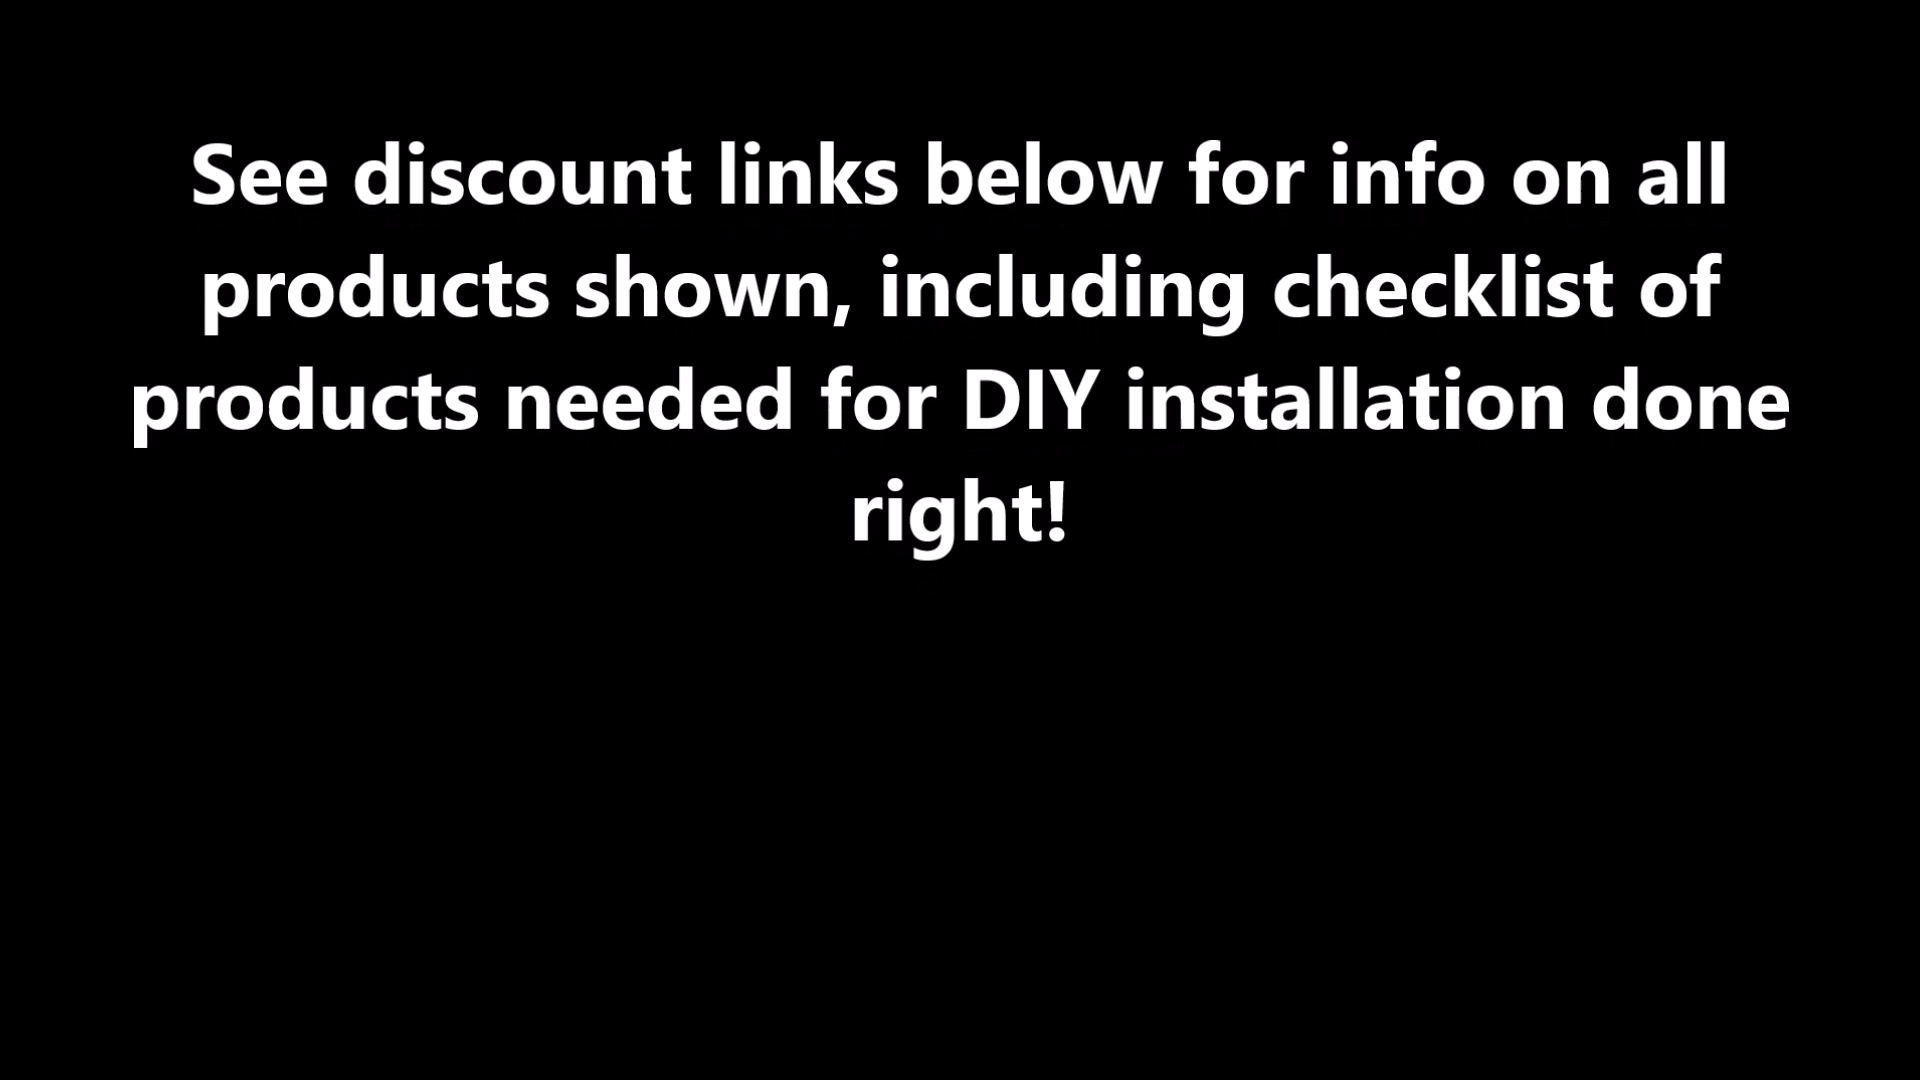 See discount links below for info on all
products shown, including checklist of
products needed for DIY installation done
right!